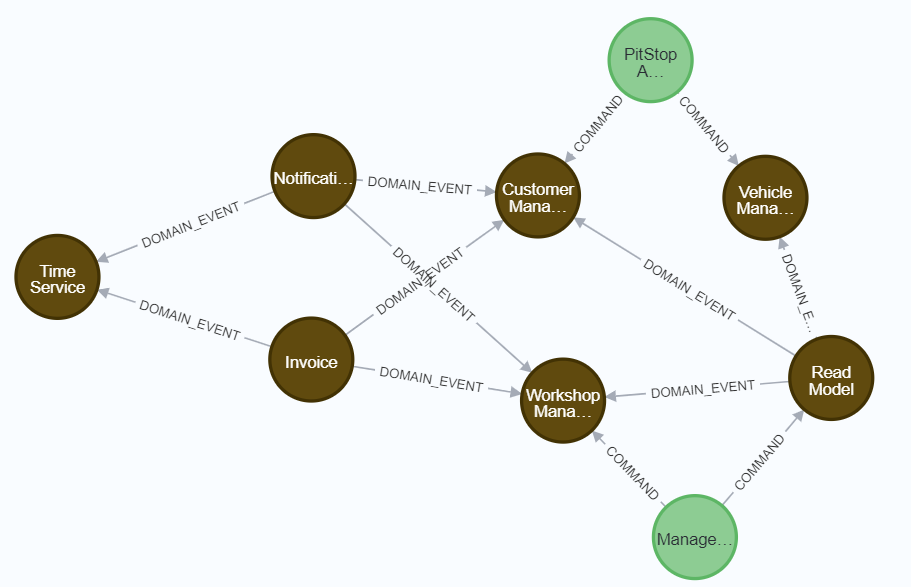 PitStop
A…
COMMAND
COMMAND
Notificati…
DOMAIN_EVENT
Customer
Mana…
Vehicle
Mana…
DOMAIN_EVENT
Time
Service
DOMAIN_EVENT
DOMAIN_EVENT
DOMAIN_EVENT
DOMAIN_E…
DOMAIN_EVENT
Invoice
DOMAIN_EVENT
Workshop
Mana…
DOMAIN_EVENT
Read
Model
COMMAND
COMMAND
Manage…